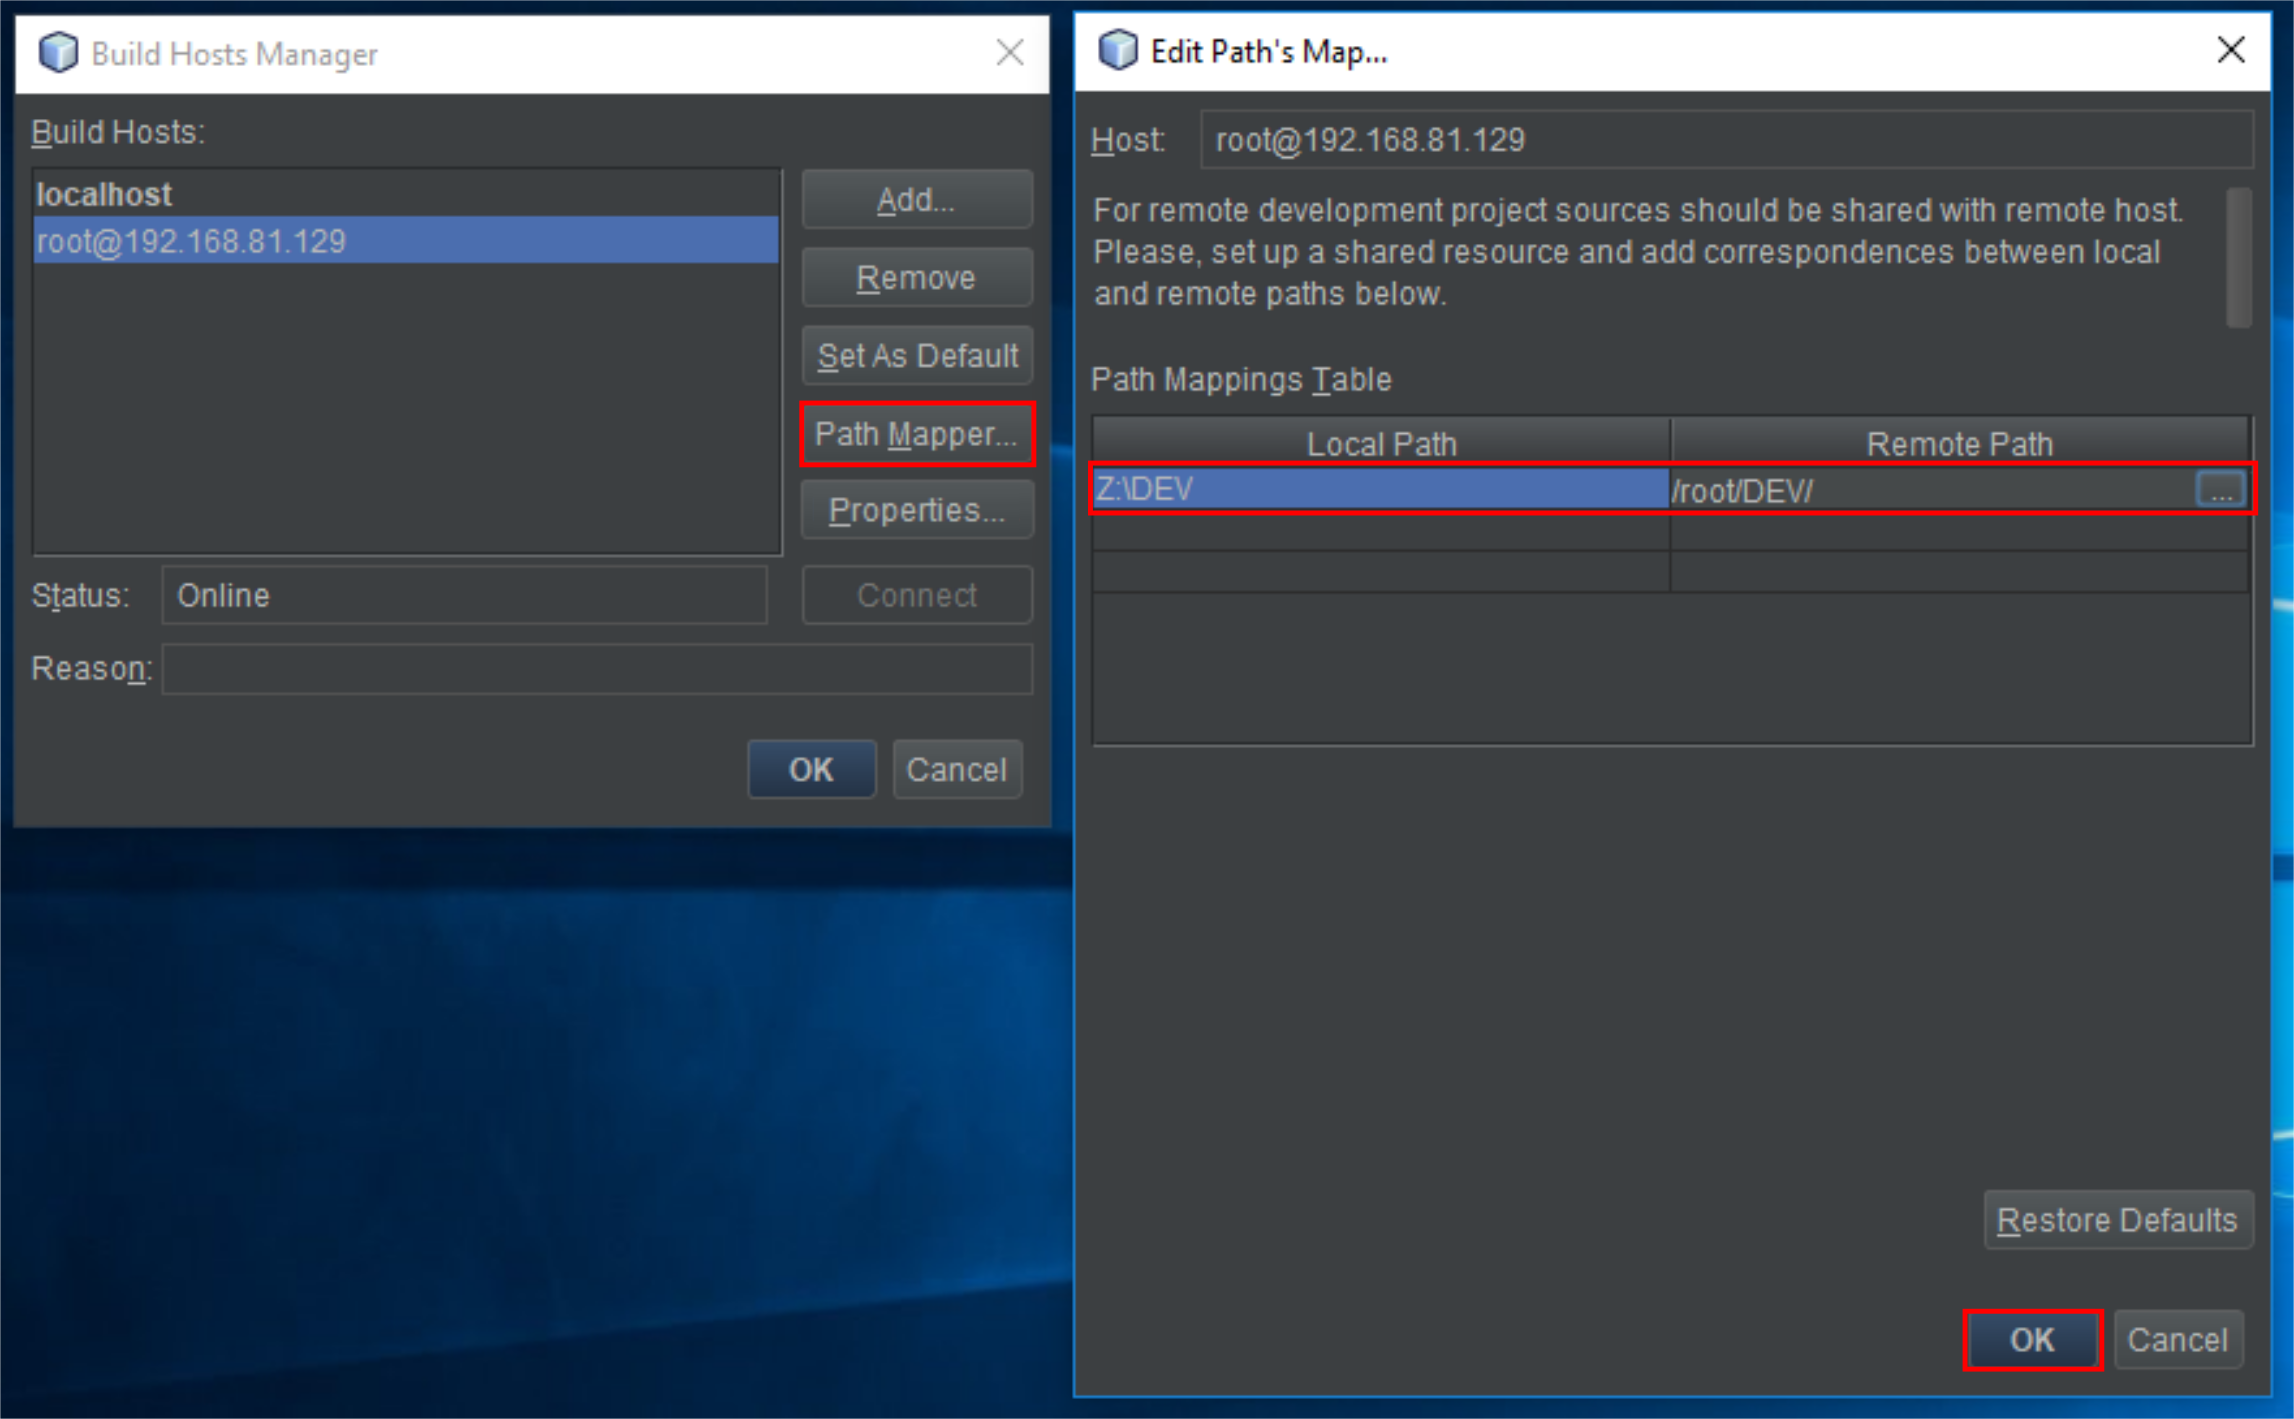 Build Hosts Manager
Build Hosts:
localhost
root@192.168.81.129
Add...
Remove
Set As Default
Path Mapper...
Properties...
Status:
Online
Connect
Reason:
OK
Cancel
Edit Path's Map...
Host:
root@192.168.81.129
For remote development project sources should be shared with remote host.
Please, set up a shared resource and add correspondences between local
and remote paths below.
Path Mappings Table
Local Path
Remote Path
Z:\DEV
/root/DEV/
...
Restore Defaults
OK
Cancel